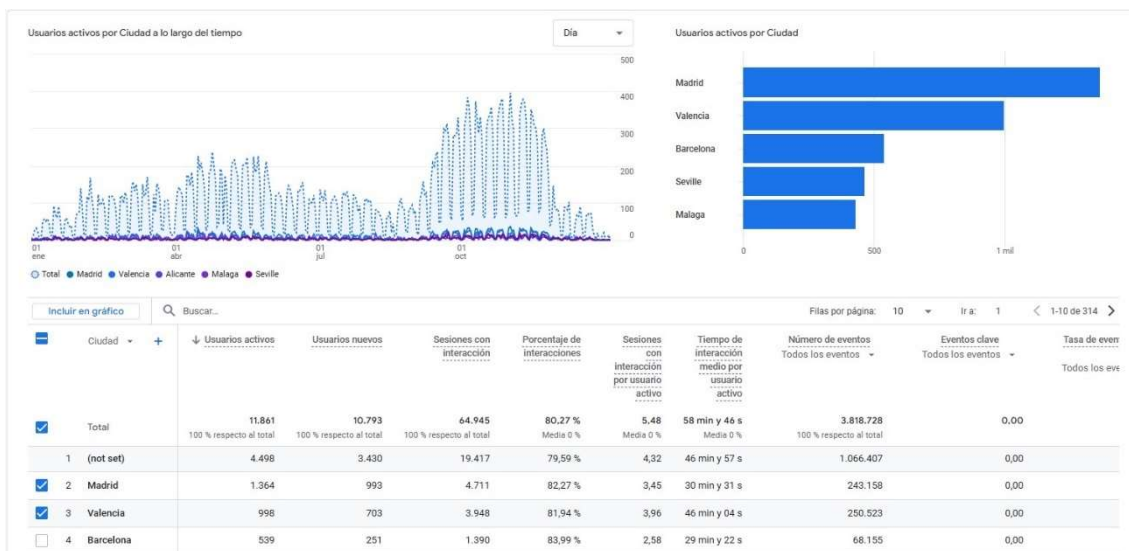 Usuarios activos por Ciudad a lo largo del tiempo
Día
500
400
300
200
100
0
01 ene
01 abr
01 jul
01 oct
Total Madrid Valencia Alicante Malaga Seville
Usuarios activos por Ciudad
Madrid
Valencia
Barcelona
Seville
Malaga
0 500 1 mil
Incluir en gráfico Buscar... Filas por página: 10 Ir a: 1 1-10 de 314
Ciudad + Usuarios activos Usuarios nuevos Sesiones con interacción Porcentaje de interacciones Sesiones con interacción por usuario activo Tiempo de interacción medio por usuario activo Número de eventos Todos los eventos Eventos clave Todos los eventos Tasa de even Todos los eve
Total 11.861 10.793 64.945 80,27 % 5,48 58 min y 46 s 3.818.728 0,00
100 % respecto al total 100 % respecto al total 100 % respecto al total Media 0 % Media 0 % Media 0 % 100 % respecto al total
1 (not set) 4.498 3.430 19.417 79,59 % 4,32 46 min y 57 s 1.066.407 0,00
2 Madrid 1.364 993 4.711 82,27 % 3,45 30 min y 31 s 243.158 0,00
3 Valencia 998 703 3.948 81,94 % 3,96 46 min y 04 s 250.523 0,00
4 Barcelona 539 251 1.390 83,99 % 2,58 29 min y 22 s 68.155 0,00